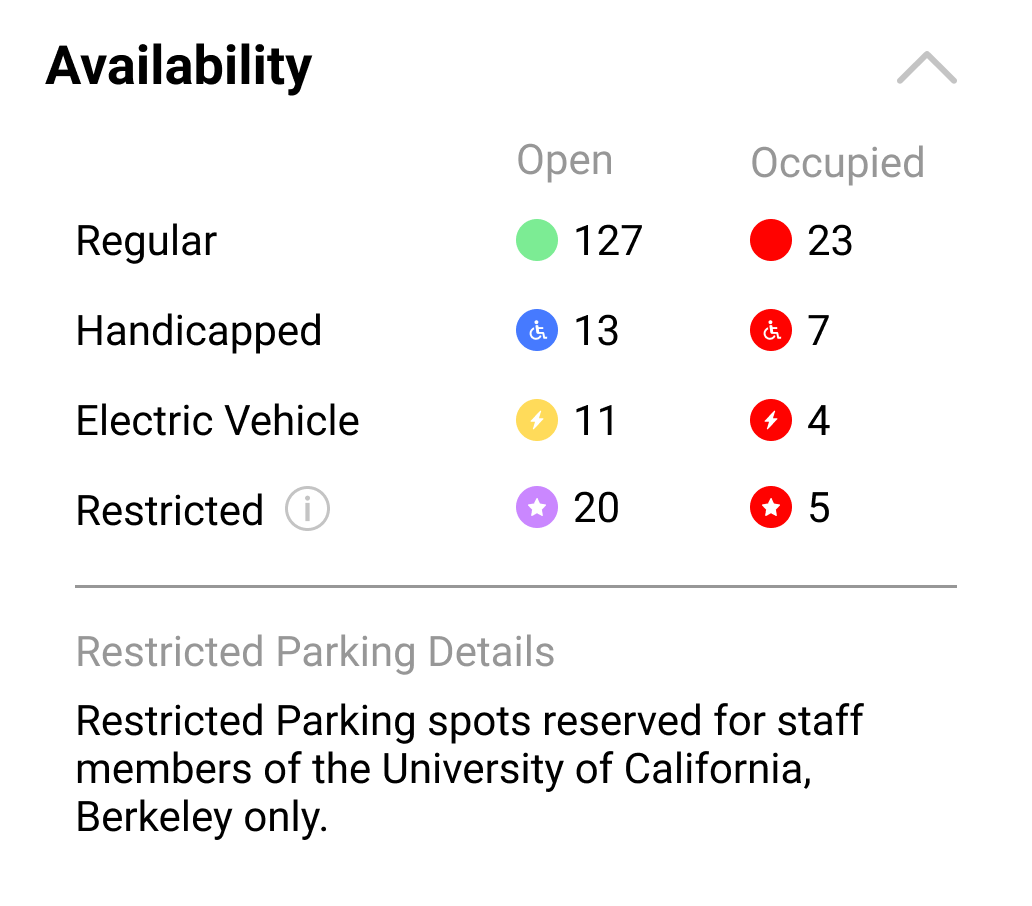 Availability
Open Occupied
Regular 127 23
Handicapped 13 7
Electric Vehicle 11 4
Restricted i 20 5
Restricted Parking Details
Restricted Parking spots reserved for staff
members of the University of California,
Berkeley only.